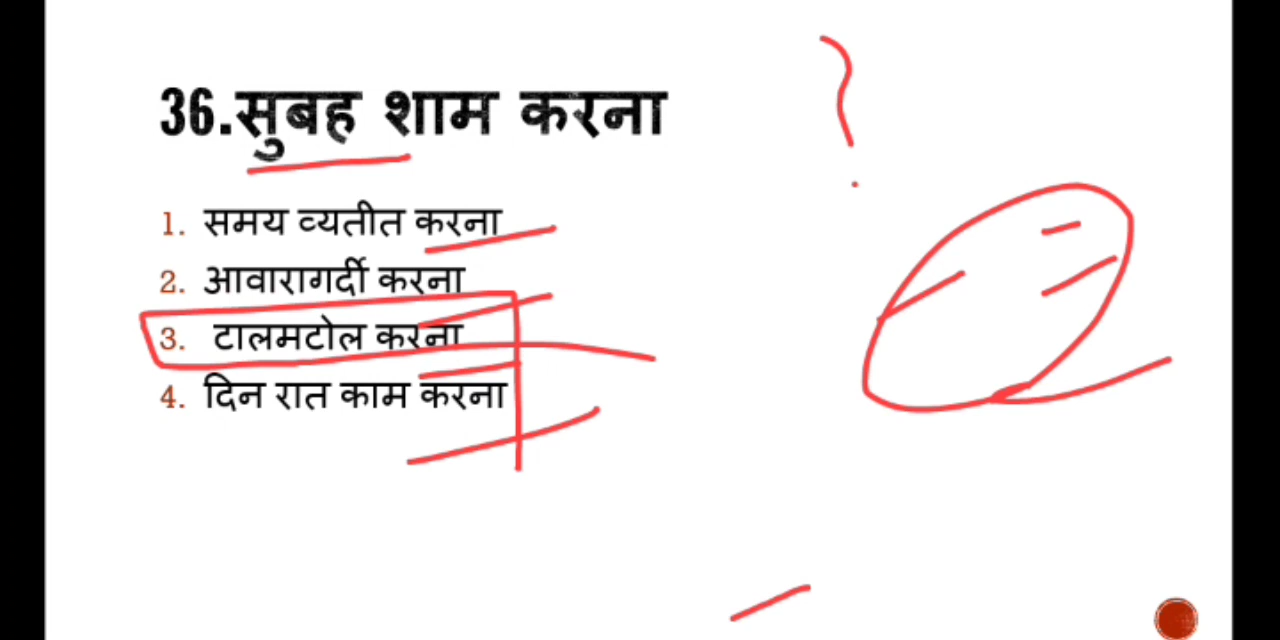 36.सुबह शाम करना
1. समय व्यतीत करना
2. आवारागर्दी करना
3. टालमटोल करना
4. दिन रात काम करना